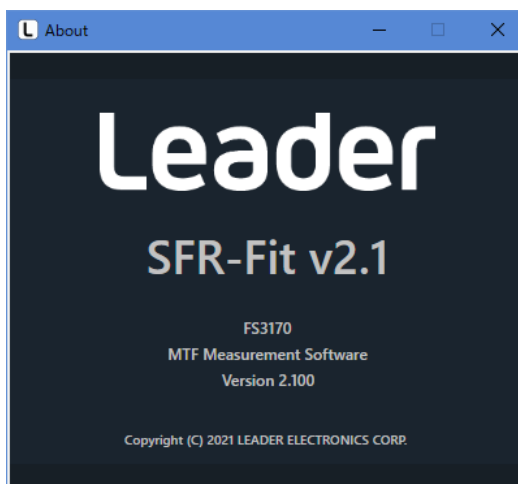 About
Leader
SFR-Fit v2.1
FS3170
MTF Measurement Software
Version 2.100
Copyright (C) 2021 LEADER ELECTRONICS CORP.